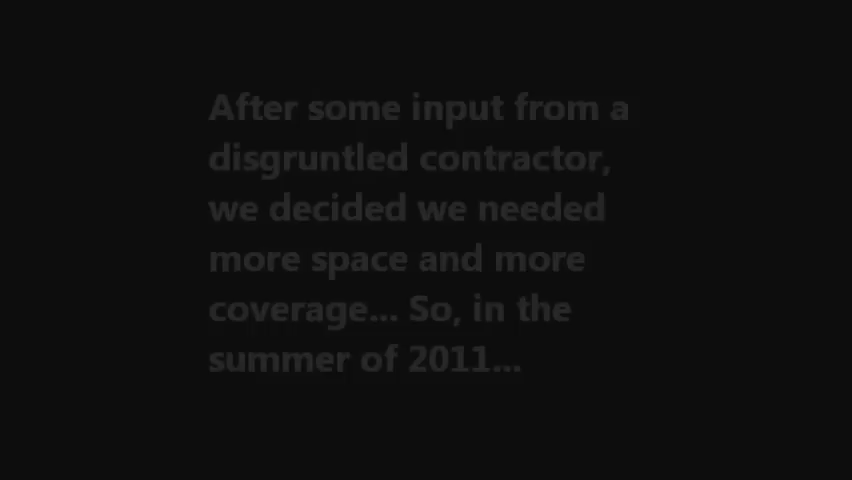 After some input from a
disgruntled contractor,
we decided we needed
more space and more
coverage... So, in the
summer of 2011...